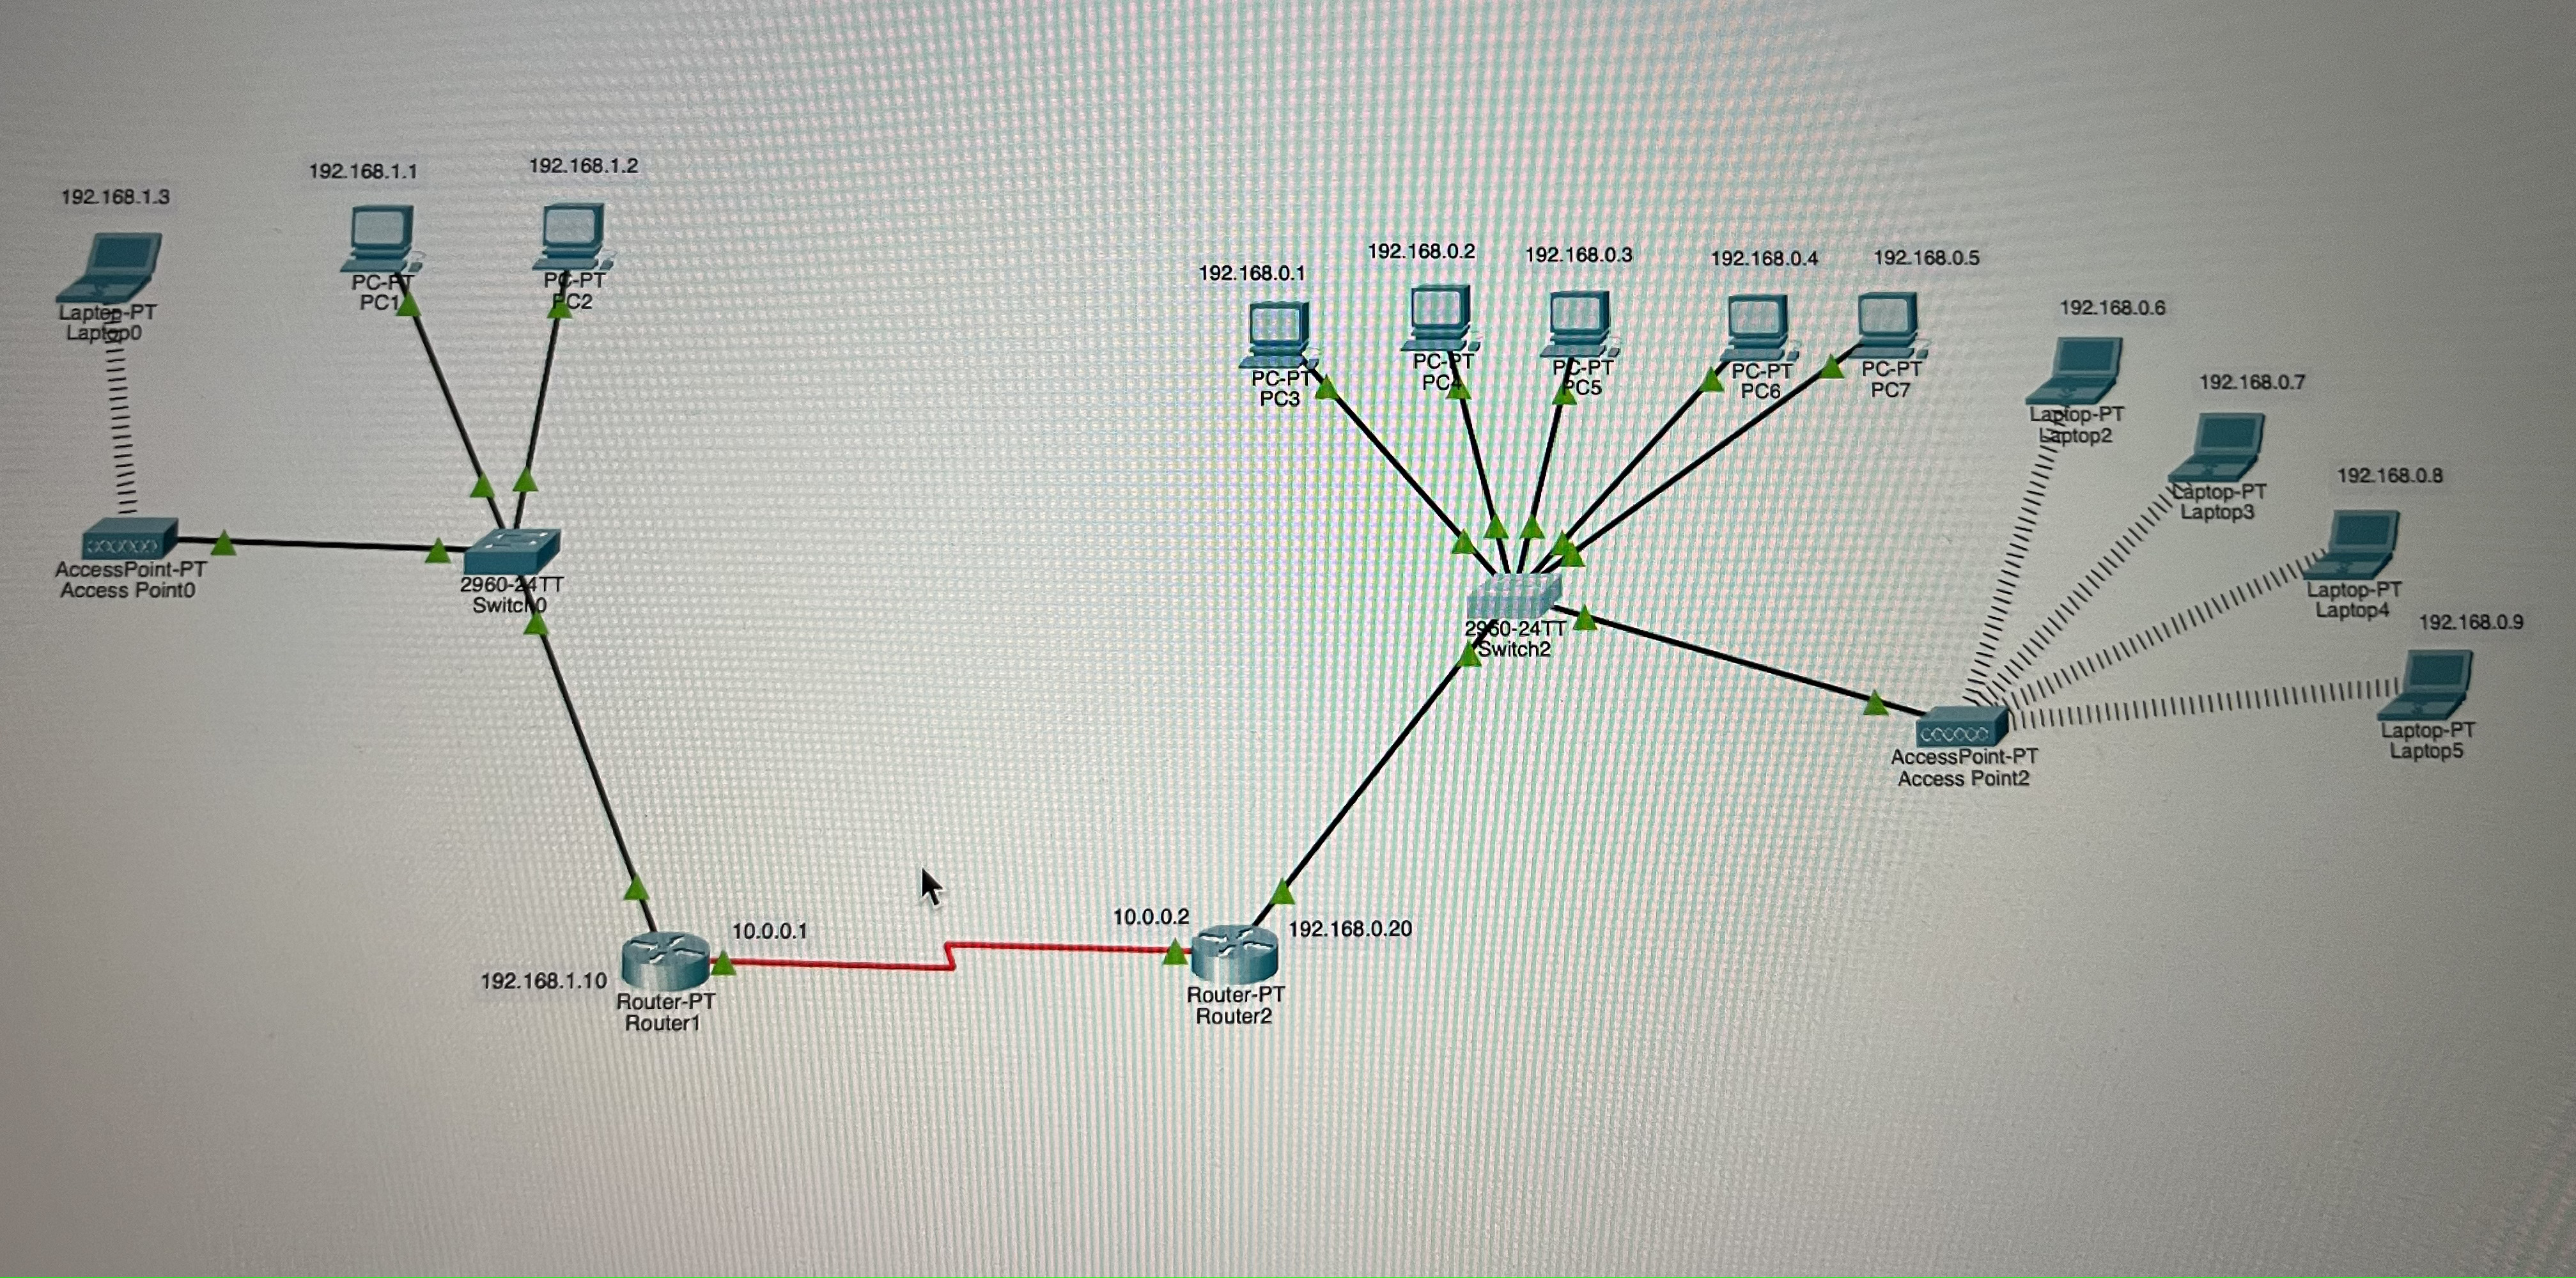 192.168.1.3
Laptop-PT
Laptop0
192.168.1.1
PC-PT
PC1
192.168.1.2
PC-PT
PC2
AccessPoint-PT
Access Point0
2960-24TT
Switch0
192.168.1.10
Router-PT
Router1
10.0.0.1
10.0.0.2
Router-PT
Router2
192.168.0.20
192.168.0.1
PC-PT
PC3
192.168.0.2
PC-PT
PC4
192.168.0.3
PC-PT
PC5
192.168.0.4
PC-PT
PC6
192.168.0.5
PC-PT
PC7
2960-24TT
Switch2
192.168.0.6
Laptop-PT
Laptop2
192.168.0.7
Laptop-PT
Laptop3
192.168.0.8
Laptop-PT
Laptop4
192.168.0.9
Laptop-PT
Laptop5
AccessPoint-PT
Access Point2